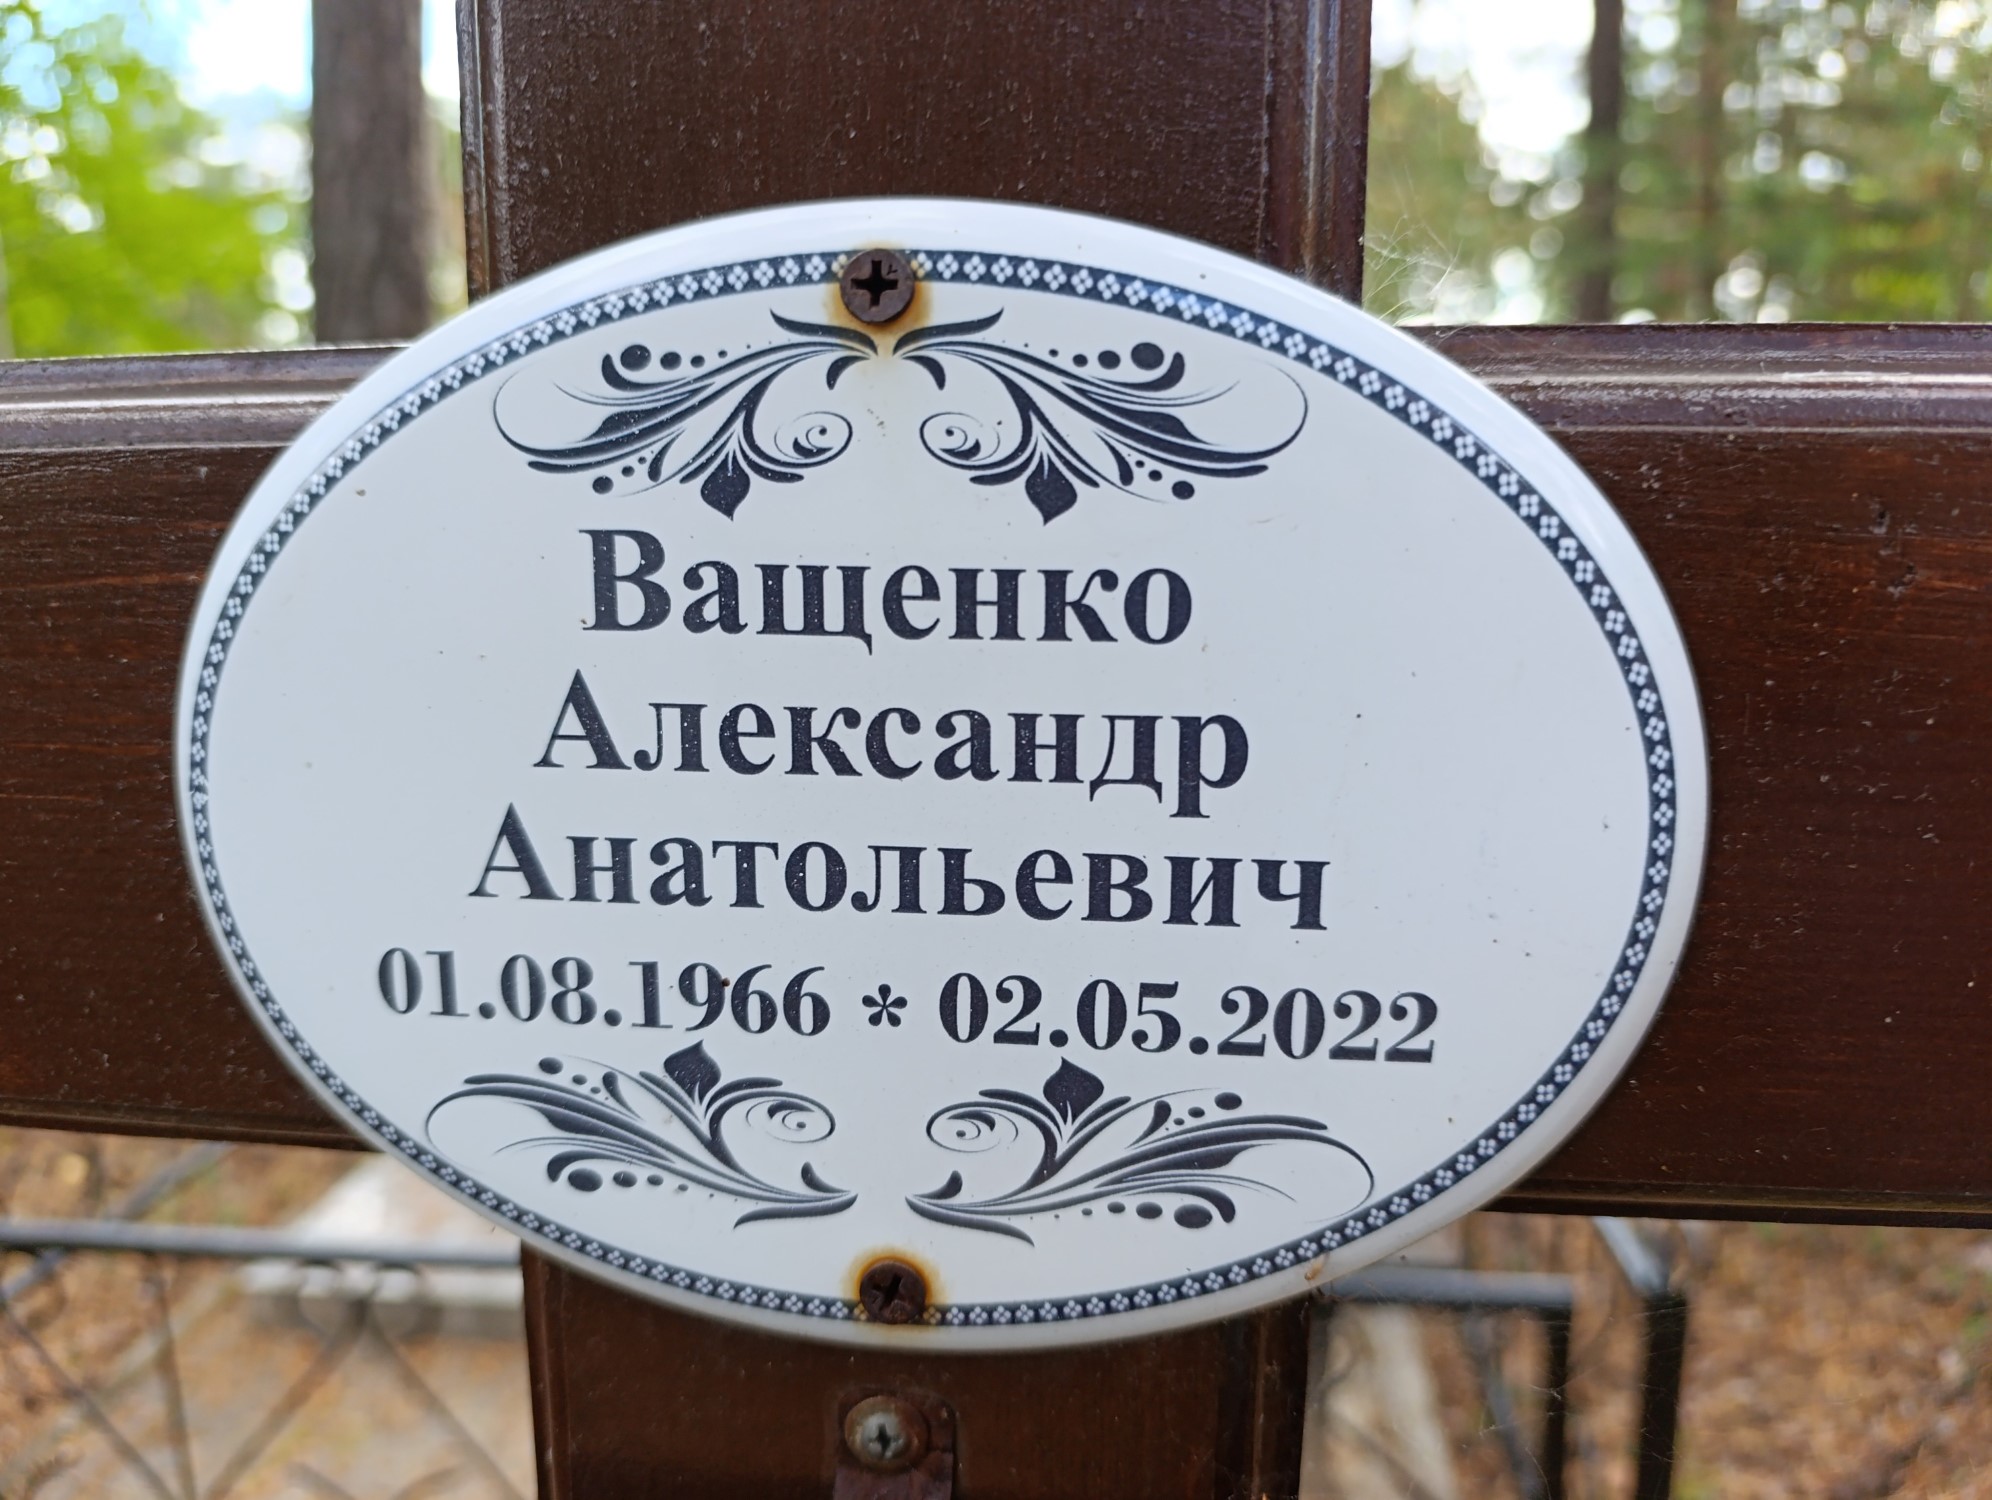 Ващенко
Александр
Анатольевич
01.08.1966 * 02.05.2022